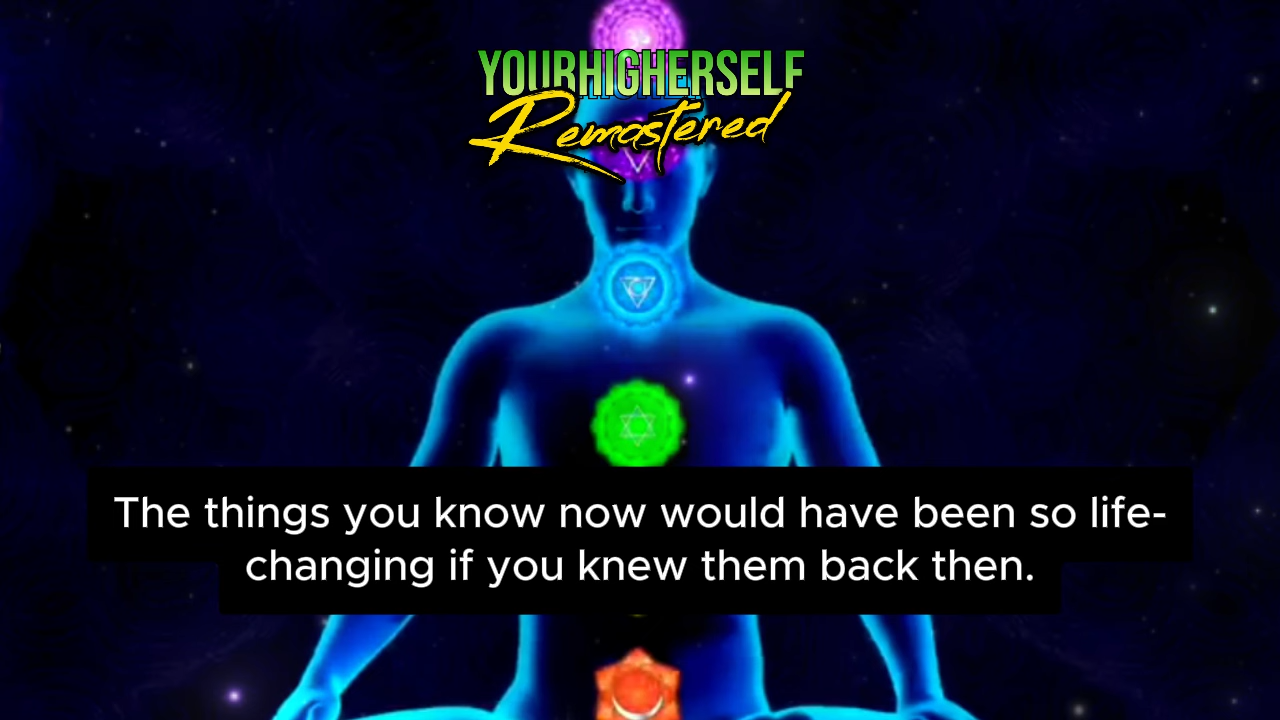 YOURHIGHERSELF
Remastered
The things you know now would have been so life-
changing if you knew them back then.